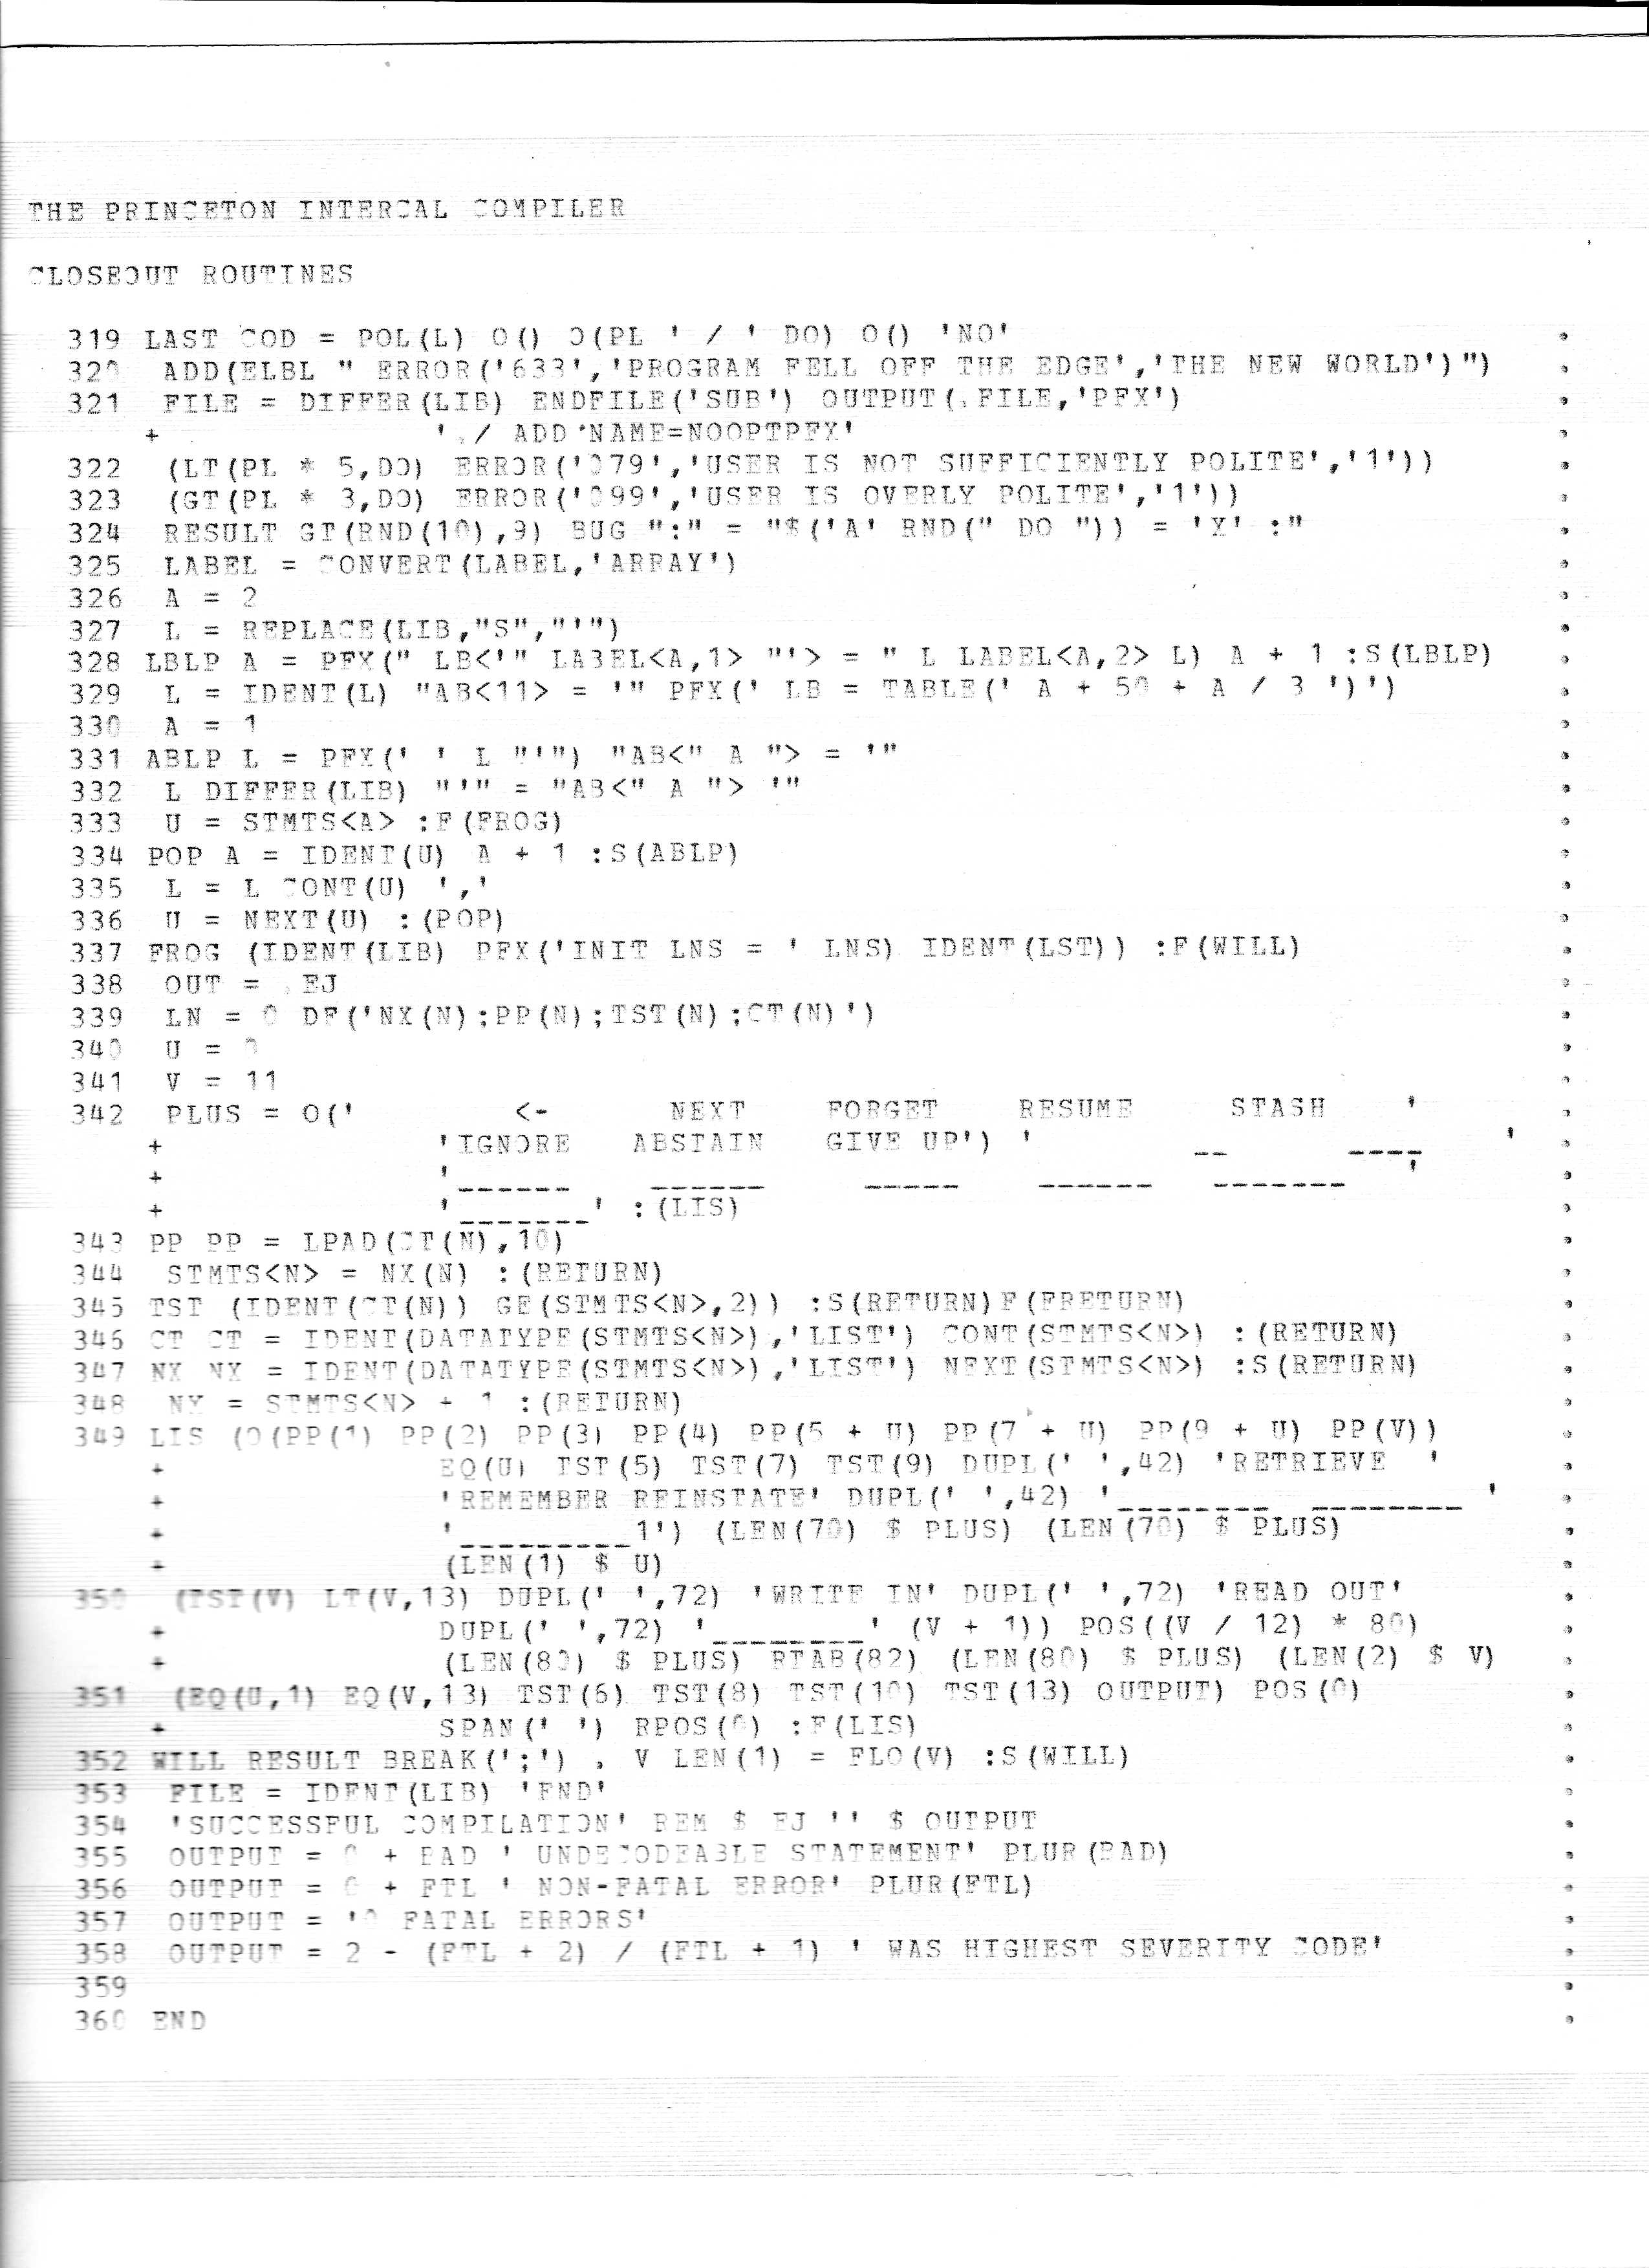 THE PRINCETON INTERCAL COMPILER
CLOSEOUT ROUTINES
319 LAST COD = POL(L) O() O(PL ' / ' DO) O() 'NO'
320  ADD(ELBL " ERROR('633','PROGRAM FELL OFF THE EDGE','THE NEW WORLD')")
321  FILE = DIFFER(LIB) ENDFILE('SUB') OUTPUT(.FILE,'PFX')
+ './ ADD NAME=NOOPTPFX'
322  (LT(PL * 5,DO) ERROR('079','USER IS NOT SUFFICIENTLY POLITE','1'))
323  (GT(PL * 3,DO) ERROR('099','USER IS OVERLY POLITE','1'))
324  RESULT GT(RND(10),9) BUG ":" = "$('A' RND(" DO ")) = 'X' :"
325  LABEL = CONVERT(LABEL,'ARRAY')
326  A = 2
327  L = REPLACE(LIB,"S","'")
328 LBLP A = PFX(" LB<'" LABEL<A,1> "'> = " L LABEL<A,2> L) A + 1 :S(LBLP)
329  L = IDENT(L) "AB<11> = '" PFX(' LB = TABLE(' A + 50 + A / 3 ')')
330  A = 1
331 ABLP L = PFX(' ' L "'") "AB<" A "> = '"
332  L DIFFER(LIB) "'" = "AB<" A "> '"
333  U = STMTS<A> :F(FROG)
334 POP A = IDENT(U) A + 1 :S(ABLP)
335  L = L CONT(U) ','
336  U = NEXT(U) :(POP)
337 FROG (IDENT(LIB) PFX('INIT LNS = ' LNS) IDENT(LST)) :F(WILL)
338  OUT = .EJ
339  LN = 0 DF('NX(N);PP(N);TST(N);CT(N)')
340  U = 0
341  V = 11
342  PLUS = O('          <-        NEXT     FORGET     RESUME      STASH     '
+ 'IGNORE    ABSTAIN    GIVE UP') '          __       ____     '
+ '______    ______     _____     ______    _______    '
+ '_______' :(LIS)
343 PP PP = LPAD(CT(N),10)
344  STMTS<N> = NX(N) :(RETURN)
345 TST (IDENT(CT(N)) GE(STMTS<N>,2)) :S(RETURN)F(FRETURN)
346 CT CT = IDENT(DATATYPE(STMTS<N>),'LIST') CONT(STMTS<N>) :(RETURN)
347 NX NX = IDENT(DATATYPE(STMTS<N>),'LIST') NEXT(STMTS<N>) :S(RETURN)
348  NX = STMTS<N> + 1 :(RETURN)
349 LIS (O(PP(1) PP(2) PP(3) PP(4) PP(5 + U) PP(7 + U) PP(9 + U) PP(V))
+ EQ(U) TST(5) TST(7) TST(9) DUPL(' ',42) 'RETRIEVE  '
+ 'REMEMBER REINSTATE' DUPL(' ',42) '________  ________ '
+ ' _________1') (LEN(70) $ PLUS) (LEN(70) $ PLUS)
+ (LEN(1) $ U)
350  (TST(V) LT(V,13) DUPL(' ',72) 'WRITE IN' DUPL(' ',72) 'READ OUT'
+ DUPL(' ',72) '________' (V + 1)) POS((V / 12) * 80)
+ (LEN(80) $ PLUS) RTAB(82) (LEN(80) $ PLUS) (LEN(2) $ V)
351  (EQ(U,1) EQ(V,13) TST(6) TST(8) TST(10) TST(13) OUTPUT) POS(0)
+ SPAN(' ') RPOS(0) :F(LIS)
352 WILL RESULT BREAK(';') . V LEN(1) = FLO(V) :S(WILL)
353  FILE = IDENT(LIB) 'END'
354  'SUCCESSFUL COMPILATION' REM $ EJ '' $ OUTPUT
355  OUTPUT = 0 + BAD ' UNDECODEABLE STATEMENT' PLUR(BAD)
356  OUTPUT = 0 + FTL ' NON-FATAL ERROR' PLUR(FTL)
357  OUTPUT = '0 FATAL ERRORS'
358  OUTPUT = 2 - (FTL + 2) / (FTL + 1) ' WAS HIGHEST SEVERITY CODE'
359
360 END